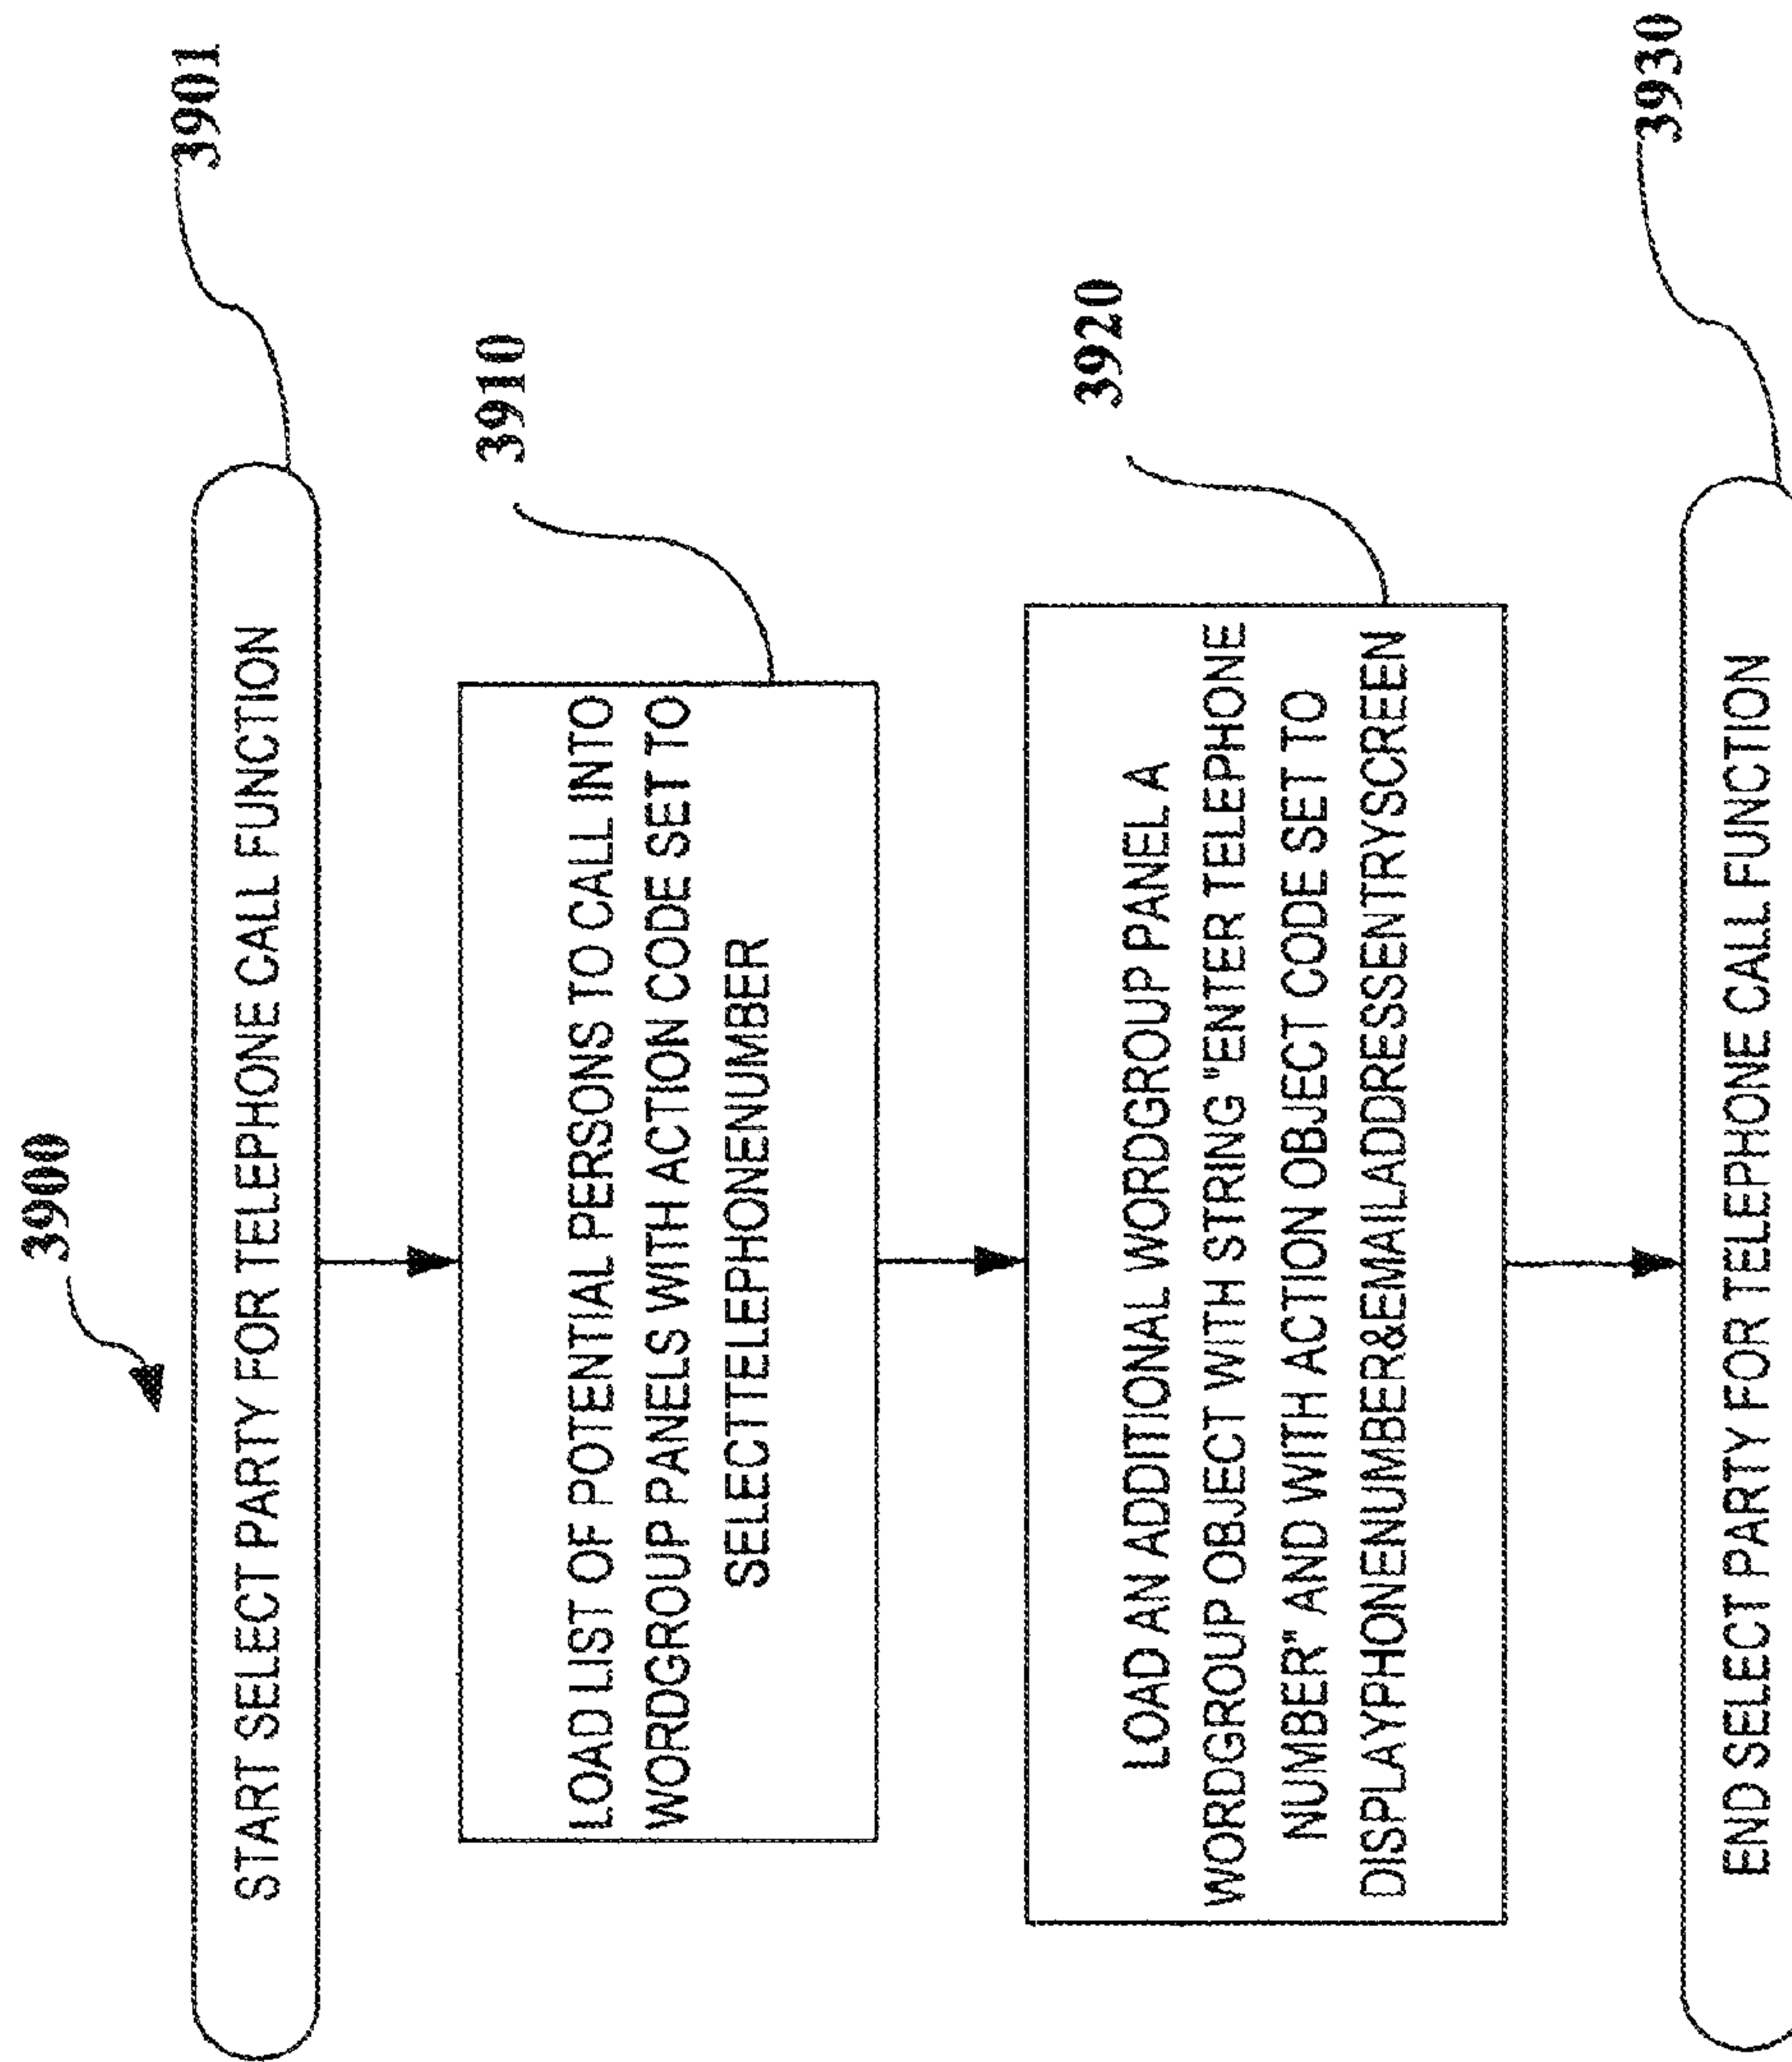 3900
3901
START SELECT PARTY FOR TELEPHONE CALL FUNCTION
3910
LOAD LIST OF POTENTIAL PERSONS TO CALL INTO
WORDGROUP PANELS WITH ACTION CODE SET TO
SELECTTELEPHONENUMBER
3920
LOAD AN ADDITIONAL WORDGROUP PANEL A
WORDGROUP OBJECT WITH STRING "ENTER TELEPHONE
NUMBER" AND WITH ACTION OBJECT CODE SET TO
DISPLAYPHONENUMBER&EMAILADDRESSENTRYSCREEN
3930
END SELECT PARTY FOR TELEPHONE CALL FUNCTION